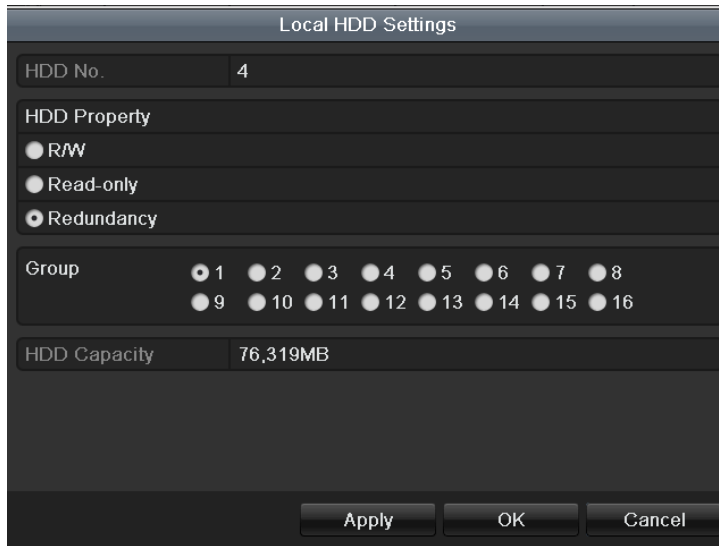 Local HDD Settings
HDD No. 4
HDD Property
R/W
Read-only
Redundancy
Group 1 2 3 4 5 6 7 8
9 10 11 12 13 14 15 16
HDD Capacity 76,319MB
Apply OK Cancel